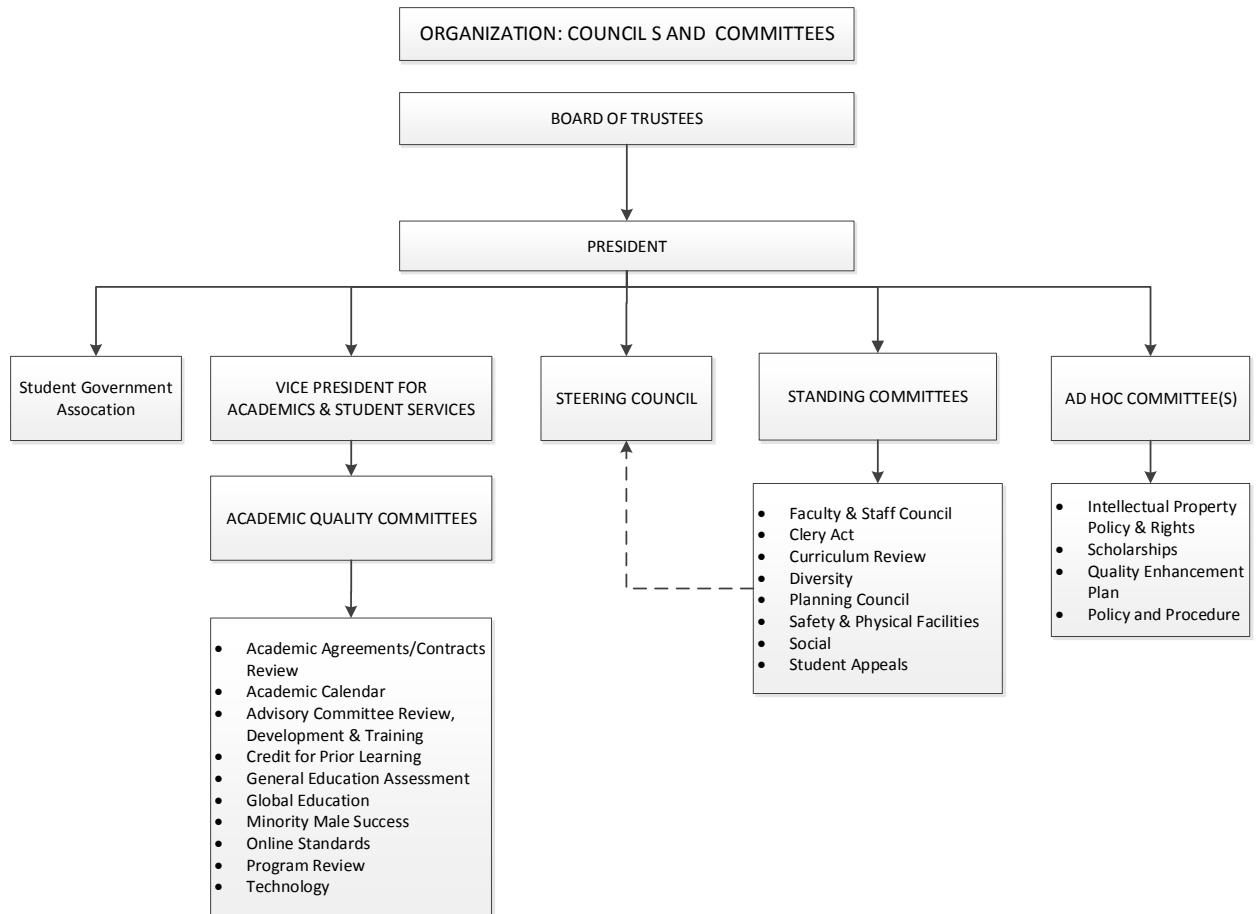 ORGANIZATION: COUNCIL S AND  COMMITTEES
BOARD OF TRUSTEES
PRESIDENT
Student Government
Assocation
VICE PRESIDENT FOR
ACADEMICS & STUDENT SERVICES
STEERING COUNCIL
STANDING COMMITTEES
AD HOC COMMITTEE(S)
ACADEMIC QUALITY COMMITTEES
• Faculty & Staff Council
• Clery Act
• Curriculum Review
• Diversity
• Planning Council
• Safety & Physical Facilities
• Social
• Student Appeals
• Intellectual Property
Policy & Rights
• Scholarships
• Quality Enhancement
Plan
• Policy and Procedure
• Academic Agreements/Contracts
Review
• Academic Calendar
• Advisory Committee Review,
Development & Training
• Credit for Prior Learning
• General Education Assessment
• Global Education
• Minority Male Success
• Online Standards
• Program Review
• Technology